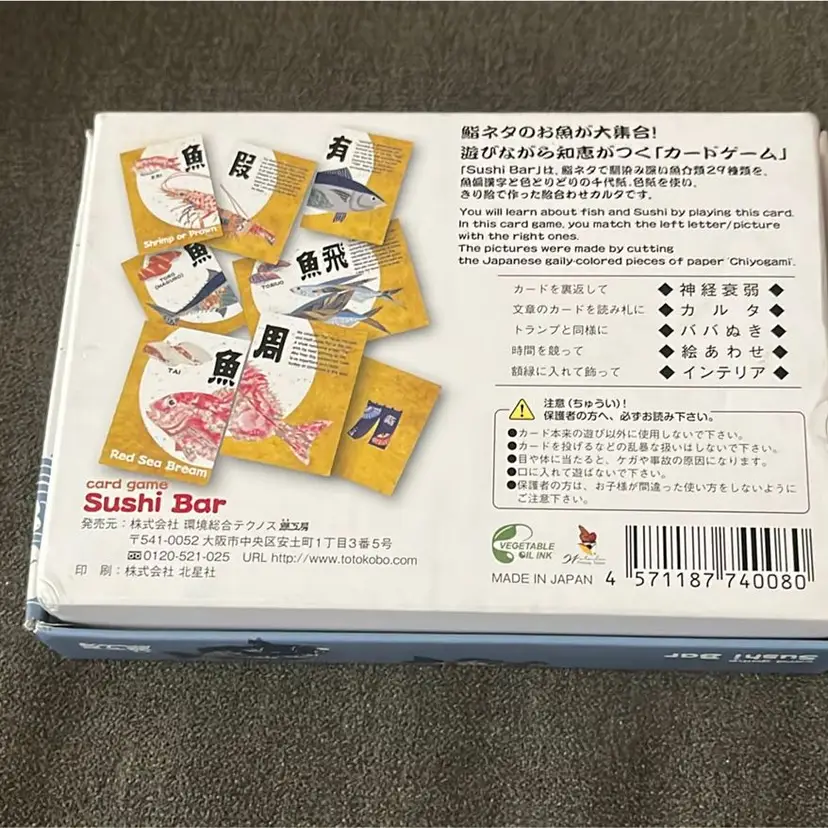 魚
EBI
Shrimp or Prawn
段
有
魚
TORO
(MAGURO)
魚飛
TOBIUO
魚
TAI
Red Sea Bream
周
card game
Sushi Bar
発売元:株式会社 環境総合テクノス
〒541-0052 大阪市中央区安土町1丁目3番5号
0120-521-025 URL http://www.totokobo.com
印 刷:株式会社 北星社
鮨ネタのお魚が大集合!
遊びながら知恵がつく「カードゲーム」
「Sushi Bar」は、鮨ネタで馴染み深い魚介類29種類を、
魚偏漢字と色とりどりの千代紙、色紙を使い、
きり絵で作った絵合わせカルタです。
You will learn about fish and Sushi by playing this card.
In this card game, you match the left letter/picture
with the right ones.
The pictures were made by cutting
the Japanese gaily-colored pieces of paper 'Chiyogami'.
カードを裏返して ◆ 神経衰弱 ◆
文章のカードを読み札に ◆ カルタ ◆
トランプと同様に ◆ ババぬき ◆
時間を競って ◆ 絵あわせ ◆
額縁に入れて飾って ◆ インテリア ◆
注意(ちゅうい)!
保護者の方へ、必ずお読み下さい。
●カード本来の遊び以外に使用しないで下さい。
●カードを投げるなどの乱暴な扱いはしないで下さい。
●目や体に当たると、ケガや事故の原因になります。
●口に入れて遊ばないで下さい。
●保護者の方は、お子様が間違った使い方をしないように
ご注意下さい。
VEGETABLE
OIL INK
MADE IN JAPAN
4 571187 740080
card game
Sushi Bar